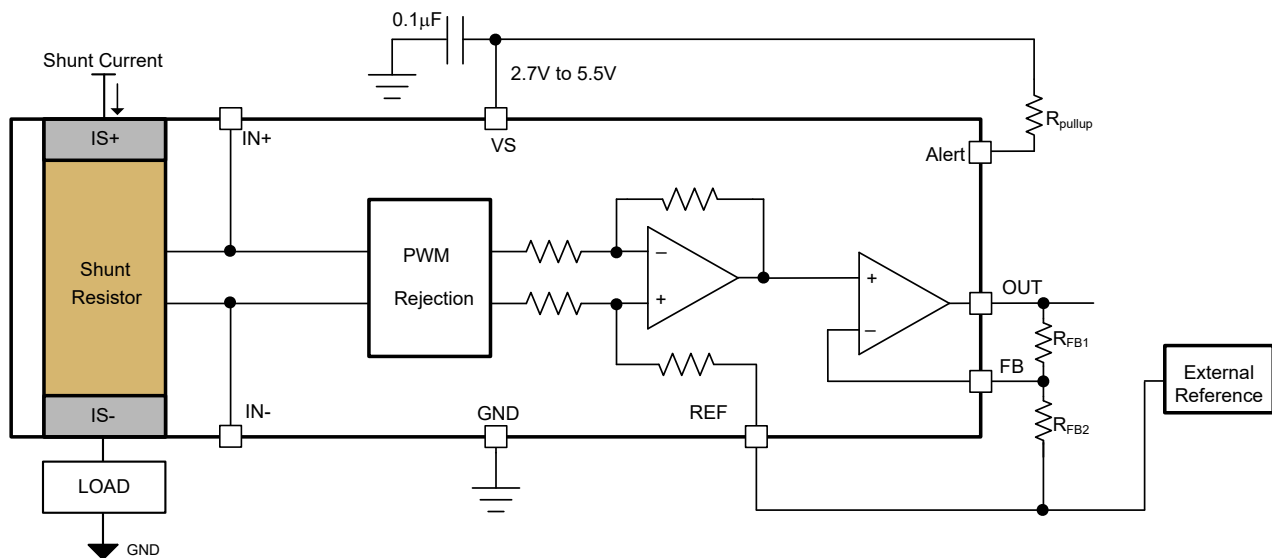 0.1µF
Shunt Current
2.7V to 5.5V
Rpullup
IS+
IN+
VS
Alert
PWM
Rejection
−
+
Shunt
Resistor
+
−
OUT
RFB1
FB
External
Reference
IS-
IN-
GND
REF
RFB2
LOAD
GND